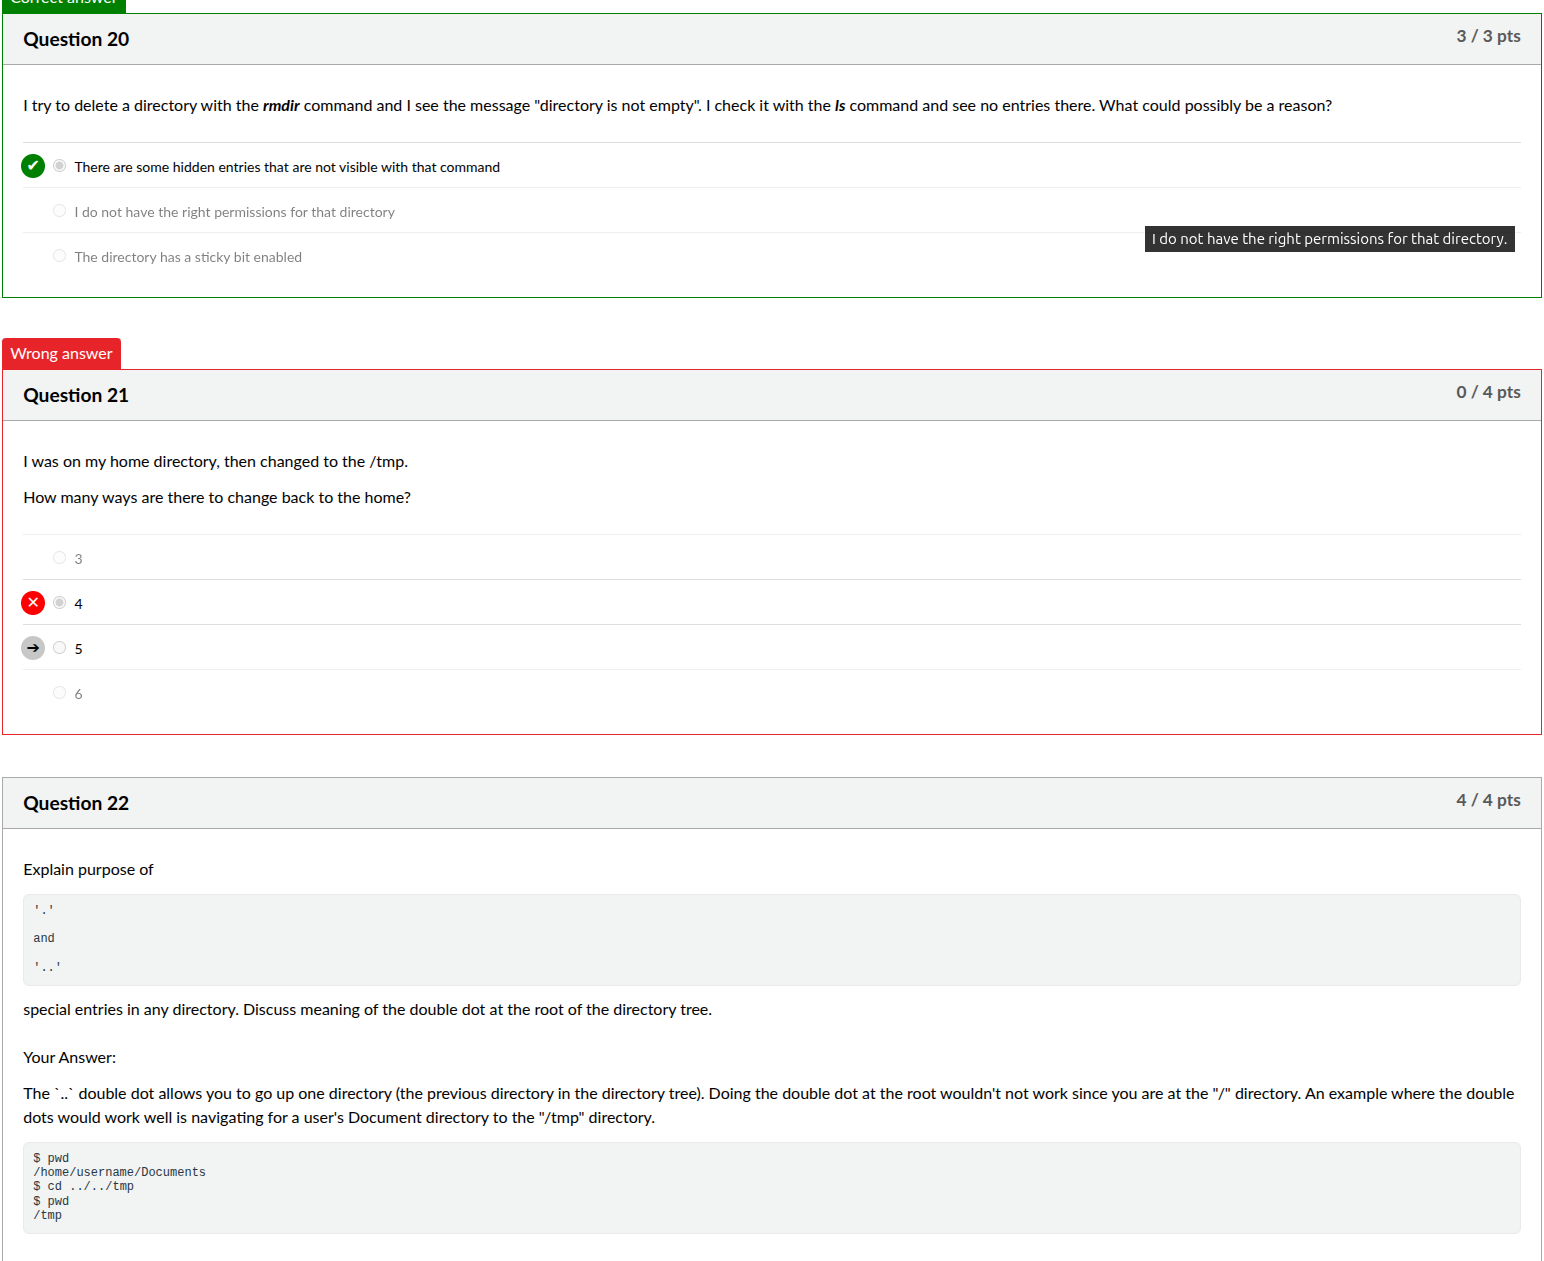 Correct answer
Question 20
3 / 3 pts
I try to delete a directory with the rmdir command and I see the message "directory is not empty". I check it with the ls command and see no entries there. What could possibly be a reason?
There are some hidden entries that are not visible with that command
I do not have the right permissions for that directory
I do not have the right permissions for that directory.
The directory has a sticky bit enabled
Wrong answer
Question 21
0 / 4 pts
I was on my home directory, then changed to the /tmp.
How many ways are there to change back to the home?
3
4
5
6
Question 22
4 / 4 pts
Explain purpose of
'.'
and
'..'
special entries in any directory. Discuss meaning of the double dot at the root of the directory tree.
Your Answer:
The `..` double dot allows you to go up one directory (the previous directory in the directory tree). Doing the double dot at the root wouldn't not work since you are at the "/" directory. An example where the double
dots would work well is navigating for a user's Document directory to the "/tmp" directory.
$ pwd
/home/username/Documents
$ cd ../../tmp
$ pwd
/tmp